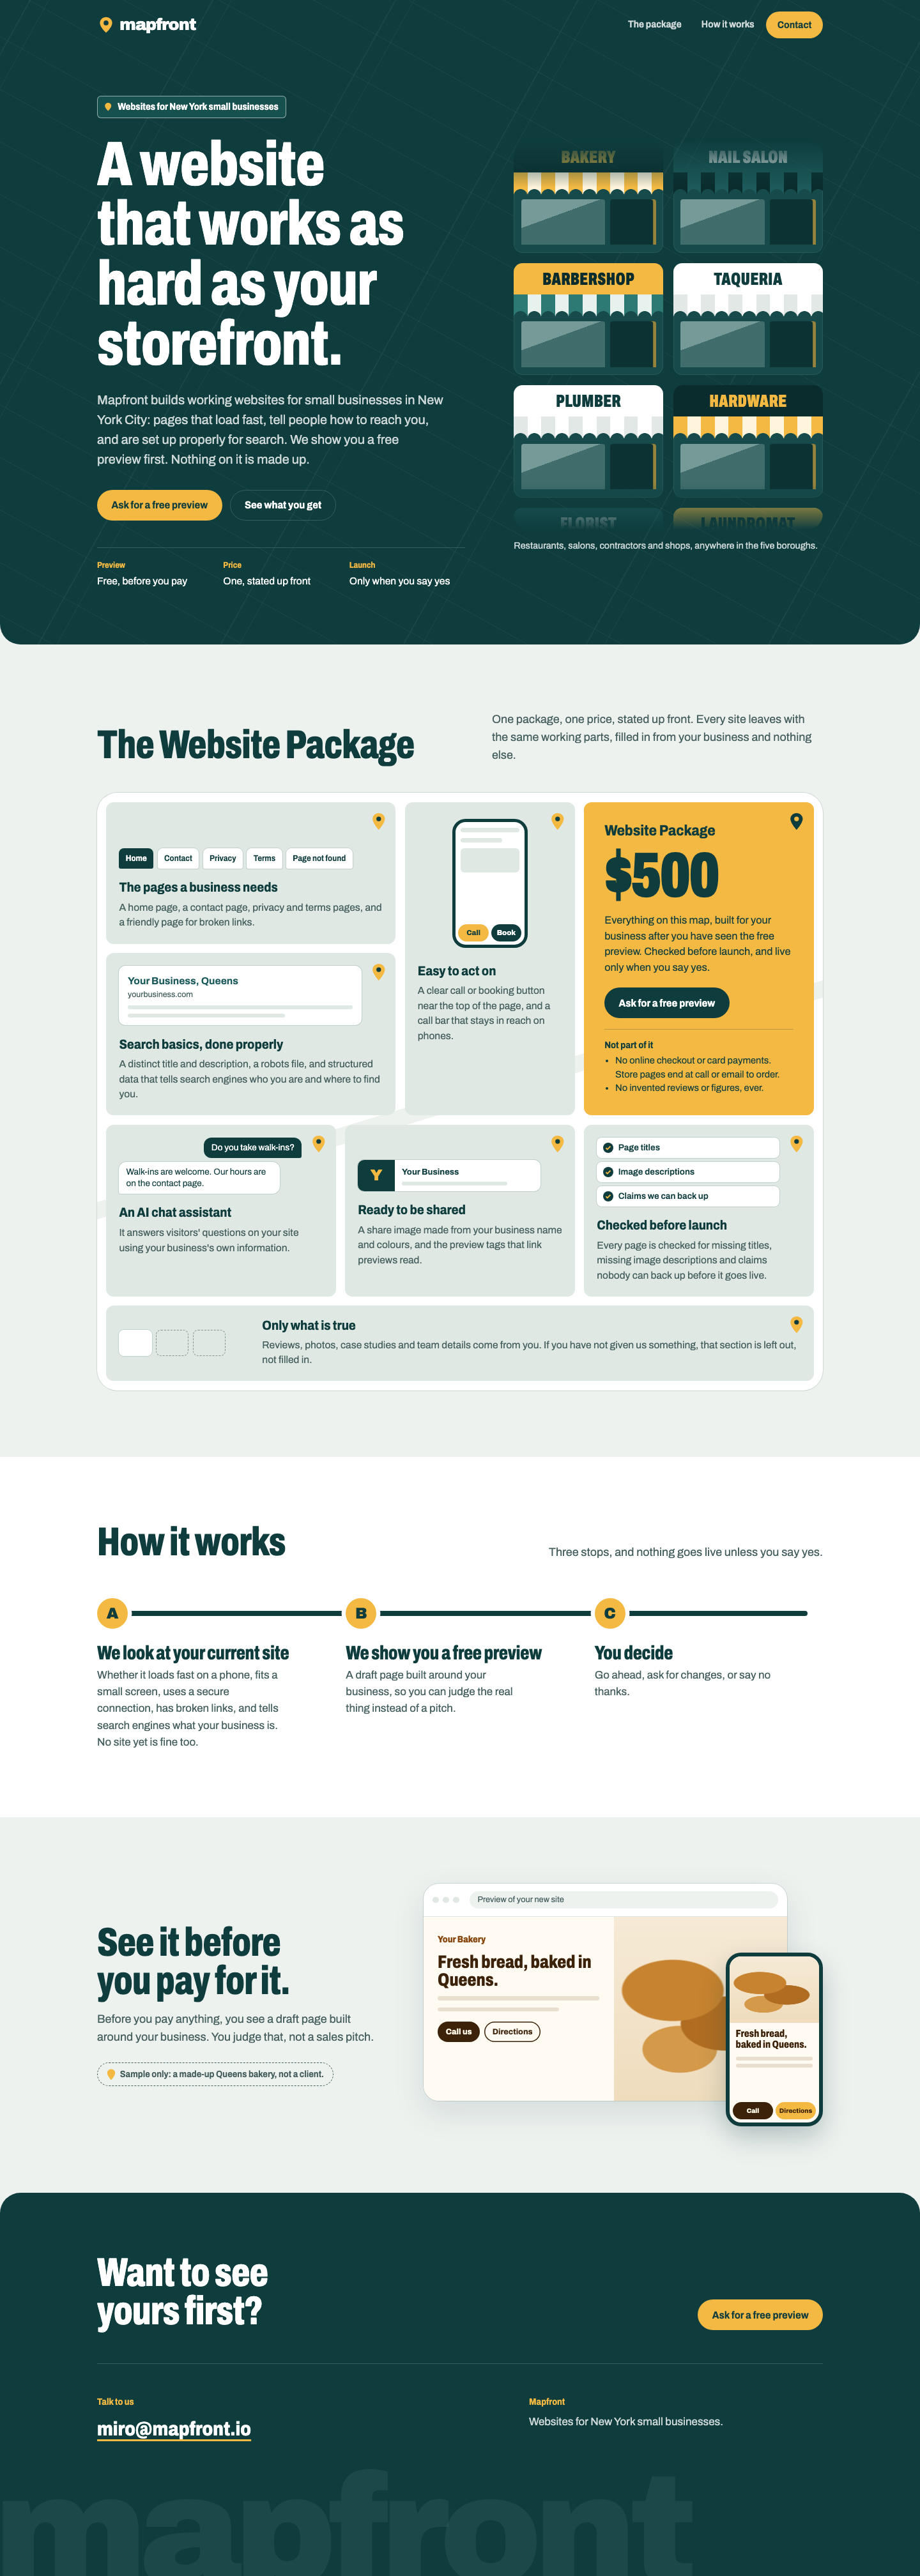 mapfront
The package
How it works
Contact
Websites for New York small businesses
A website
that works as
hard as your
storefront.
Mapfront builds working websites for small businesses in New
York City: pages that load fast, tell people how to reach you,
and are set up properly for search. We show you a free
preview first. Nothing on it is made up.
Ask for a free preview
See what you get
Preview
Free, before you pay
Price
One, stated up front
Launch
Only when you say yes
BAKERY
NAIL SALON
BARBERSHOP
TAQUERIA
PLUMBER
HARDWARE
FLORIST
LAUNDROMAT
Restaurants, salons, contractors and shops, anywhere in the five boroughs.
The Website Package
One package, one price, stated up front. Every site leaves with
the same working parts, filled in from your business and nothing
else.
Home
Contact
Privacy
Terms
Page not found
The pages a business needs
A home page, a contact page, privacy and terms pages, and
a friendly page for broken links.
Your Business, Queens
yourbusiness.com
Search basics, done properly
A distinct title and description, a robots file, and structured
data that tells search engines who you are and where to find
you.
Call
Book
Easy to act on
A clear call or booking button
near the top of the page, and a
call bar that stays in reach on
phones.
Website Package
$500
Everything on this map, built for your
business after you have seen the free
preview. Checked before launch, and live
only when you say yes.
Ask for a free preview
Not part of it
• No online checkout or card payments.
Store pages end at call or email to order.
• No invented reviews or figures, ever.
Do you take walk-ins?
Walk-ins are welcome. Our hours are
on the contact page.
An AI chat assistant
It answers visitors' questions on your site
using your business's own information.
Y
Your Business
Ready to be shared
A share image made from your business name
and colours, and the preview tags that link
previews read.
Page titles
Image descriptions
Claims we can back up
Checked before launch
Every page is checked for missing titles,
missing image descriptions and claims
nobody can back up before it goes live.
Only what is true
Reviews, photos, case studies and team details come from you. If you have not given us something, that section is left out,
not filled in.
How it works
Three stops, and nothing goes live unless you say yes.
A
We look at your current site
Whether it loads fast on a phone, fits a
small screen, uses a secure
connection, has broken links, and tells
search engines what your business is.
No site yet is fine too.
B
We show you a free preview
A draft page built around your
business, so you can judge the real
thing instead of a pitch.
C
You decide
Go ahead, ask for changes, or say no
thanks.
See it before
you pay for it.
Before you pay anything, you see a draft page built
around your business. You judge that, not a sales pitch.
Sample only: a made-up Queens bakery, not a client.
Preview of your new site
Your Bakery
Fresh bread, baked in
Queens.
Call us
Directions
Fresh bread,
baked in Queens.
Call
Directions
Want to see
yours first?
Ask for a free preview
Talk to us
miro@mapfront.io
Mapfront
Websites for New York small businesses.
mapfront